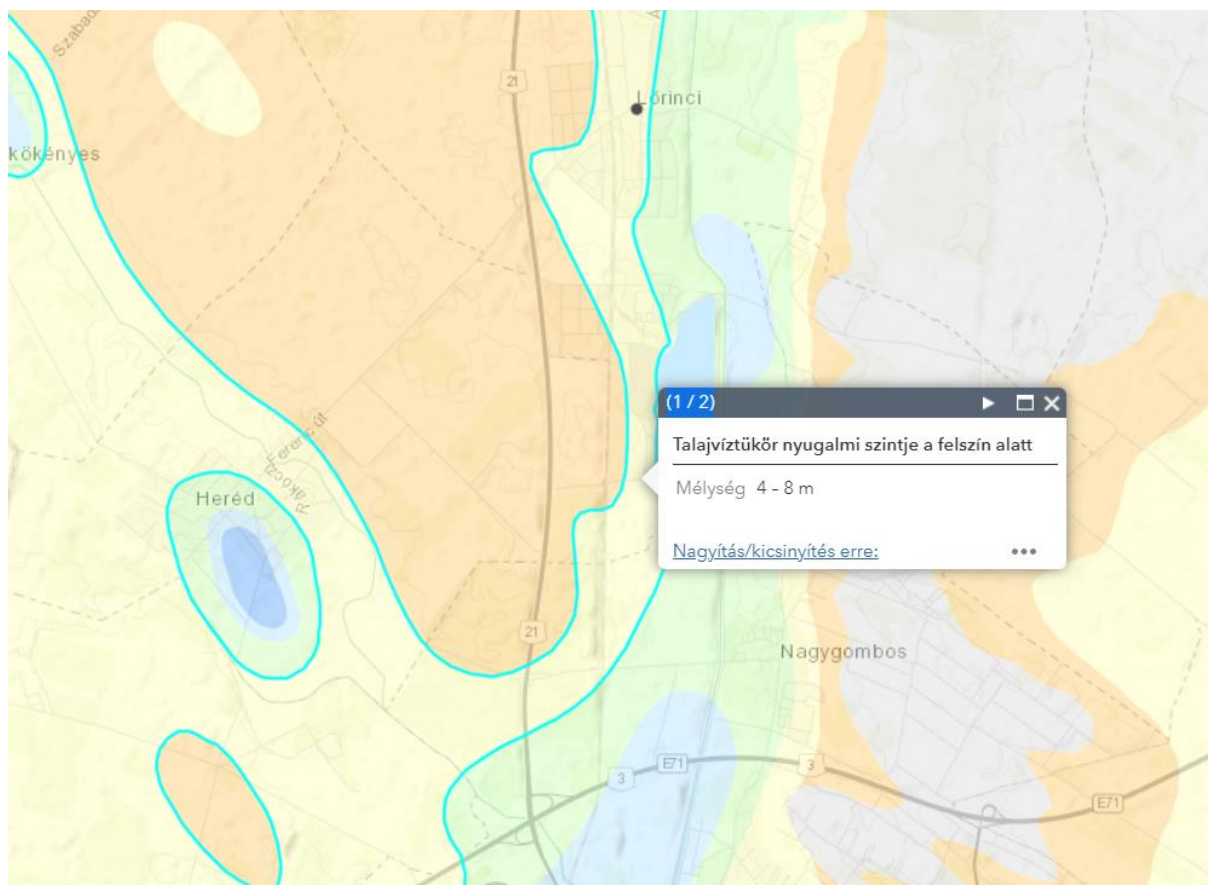 Szabad
21
Lőrinci
kökényes
(1 / 2)
Talajvíztükör nyugalmi szintje a felszín alatt
Mélység 4 - 8 m
Nagyítás/kicsinyítés erre:
Rákóczi Ferenc út
Heréd
21
Nagygombos
E71
3
3
E71